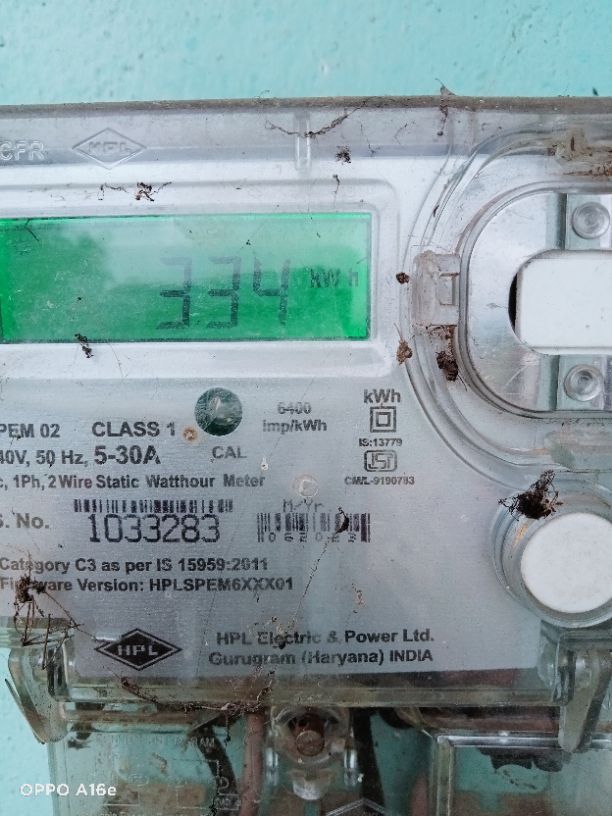 CFR HPL
334 kWh
6400
imp/kWh
kWh
PEM 02 CLASS 1
CAL
IS:13779
40V, 50 Hz, 5-30A
CM/L-9190783
c, 1Ph, 2 Wire Static Watthour Meter
S. No. 1033283
M/Yr
Category C3 as per IS 15959:2011
Firmware Version: HPLSPEM6XXX01
HPL
HPL Electric & Power Ltd.
Gurugram (Haryana) INDIA
OPPO A16e